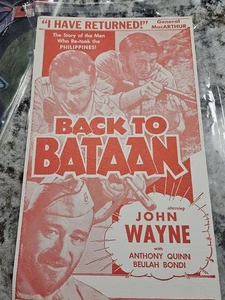 "I HAVE RETURNED!" General
MacARTHUR
The Story of the Men
Who Re-took the
PHILIPPINES!
BACK TO
BATAAN
starring
JOHN
WAYNE
with
ANTHONY QUINN
BEULAH BONDI